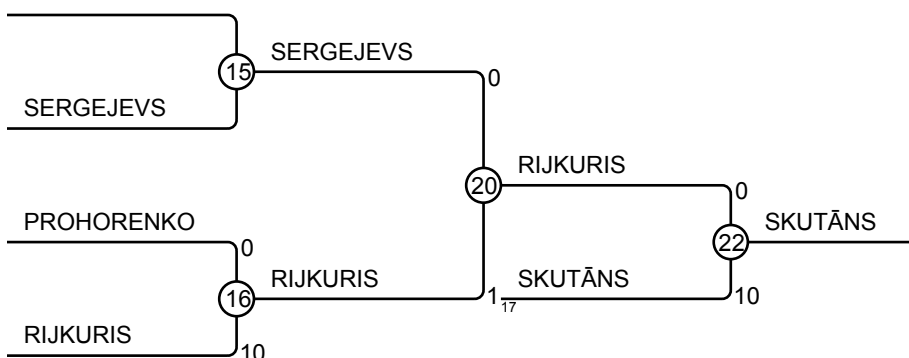 SERGEJEVS
15
0
SERGEJEVS
RIJKURIS
20
0
PROHORENKO
SKUTĀNS
0
22
RIJKURIS
SKUTĀNS
16
1
17
10
RIJKURIS
10